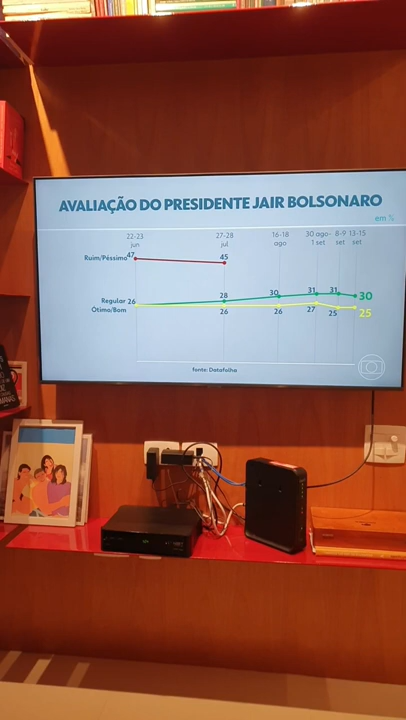 AVALIAÇÃO DO PRESIDENTE JAIR BOLSONARO
em %
22-23 jun
27-28 jul
16-18 ago
30 ago- 1 set
8-9 set
13-15 set
Ruim/Péssimo 47 45
Regular 26 28 30 31 31 30
Ótimo/Bom 26 26 27 25 25
fonte: Datafolha